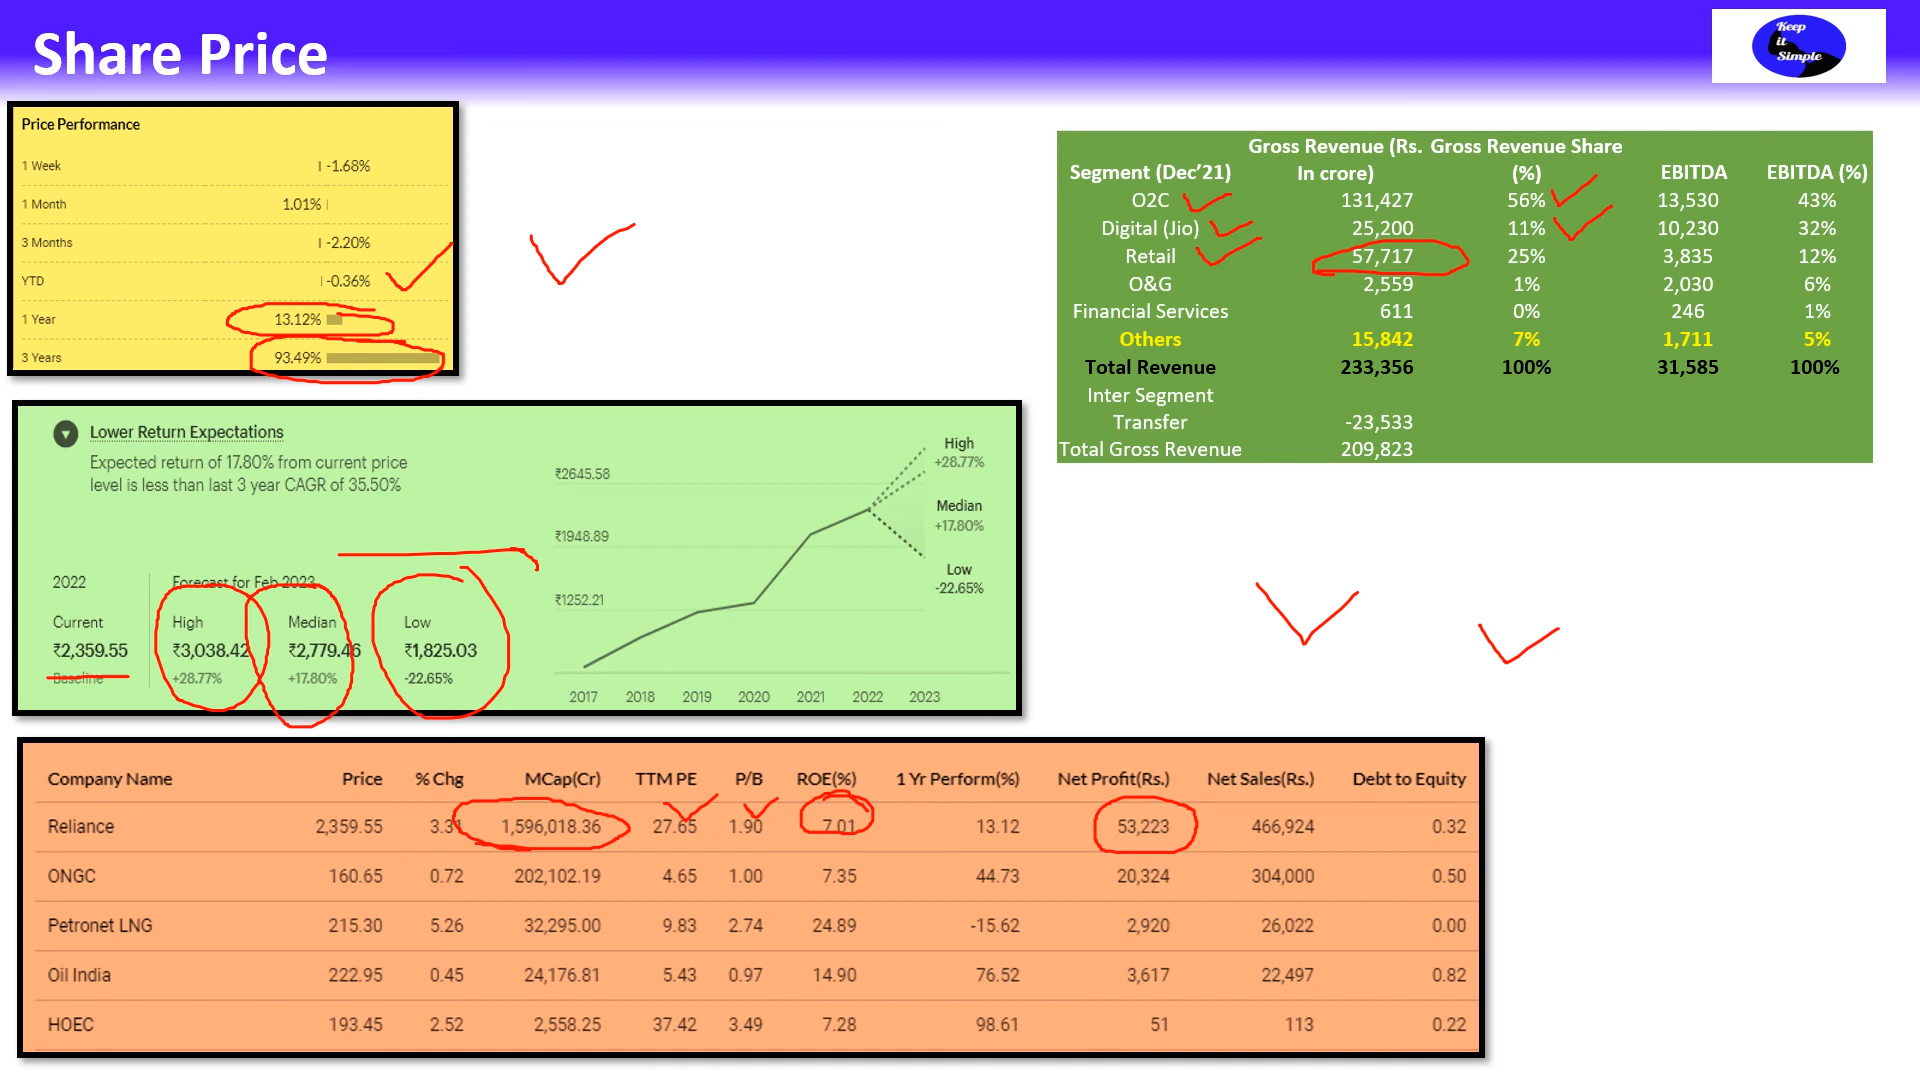 Share Price
Keep
it
Simple
Price Performance
1 Week -1.68%
1 Month 1.01%
3 Months -2.20%
YTD -0.36%
1 Year 13.12%
3 Years 93.49%
Gross Revenue (Rs. Gross Revenue Share
Segment (Dec’21) In crore) (%) EBITDA EBITDA (%)
O2C 131,427 56% 13,530 43%
Digital (Jio) 25,200 11% 10,230 32%
Retail 57,717 25% 3,835 12%
O&G 2,559 1% 2,030 6%
Financial Services 611 0% 246 1%
Others 15,842 7% 1,711 5%
Total Revenue 233,356 100% 31,585 100%
Inter Segment
Transfer -23,533
Total Gross Revenue 209,823
Lower Return Expectations
Expected return of 17.80% from current price
level is less than last 3 year CAGR of 35.50%
2022 Forecast for Feb 2023
Current High Median Low
₹2,359.55 ₹3,038.42 ₹2,779.46 ₹1,825.03
Baseline +28.77% +17.80% -22.65%
₹2645.58
₹1948.89
₹1252.21
High
+28.77%
Median
+17.80%
Low
-22.65%
2017 2018 2019 2020 2021 2022 2023
Company Name Price % Chg MCap(Cr) TTM PE P/B ROE(%) 1 Yr Perform(%) Net Profit(Rs.) Net Sales(Rs.) Debt to Equity
Reliance 2,359.55 3.31 1,596,018.36 27.65 1.90 7.01 13.12 53,223 466,924 0.32
ONGC 160.65 0.72 202,102.19 4.65 1.00 7.35 44.73 20,324 304,000 0.50
Petronet LNG 215.30 5.26 32,295.00 9.83 2.74 24.89 -15.62 2,920 26,022 0.00
Oil India 222.95 0.45 24,176.81 5.43 0.97 14.90 76.52 3,617 22,497 0.82
HOEC 193.45 2.52 2,558.25 37.42 3.49 7.28 98.61 51 113 0.22